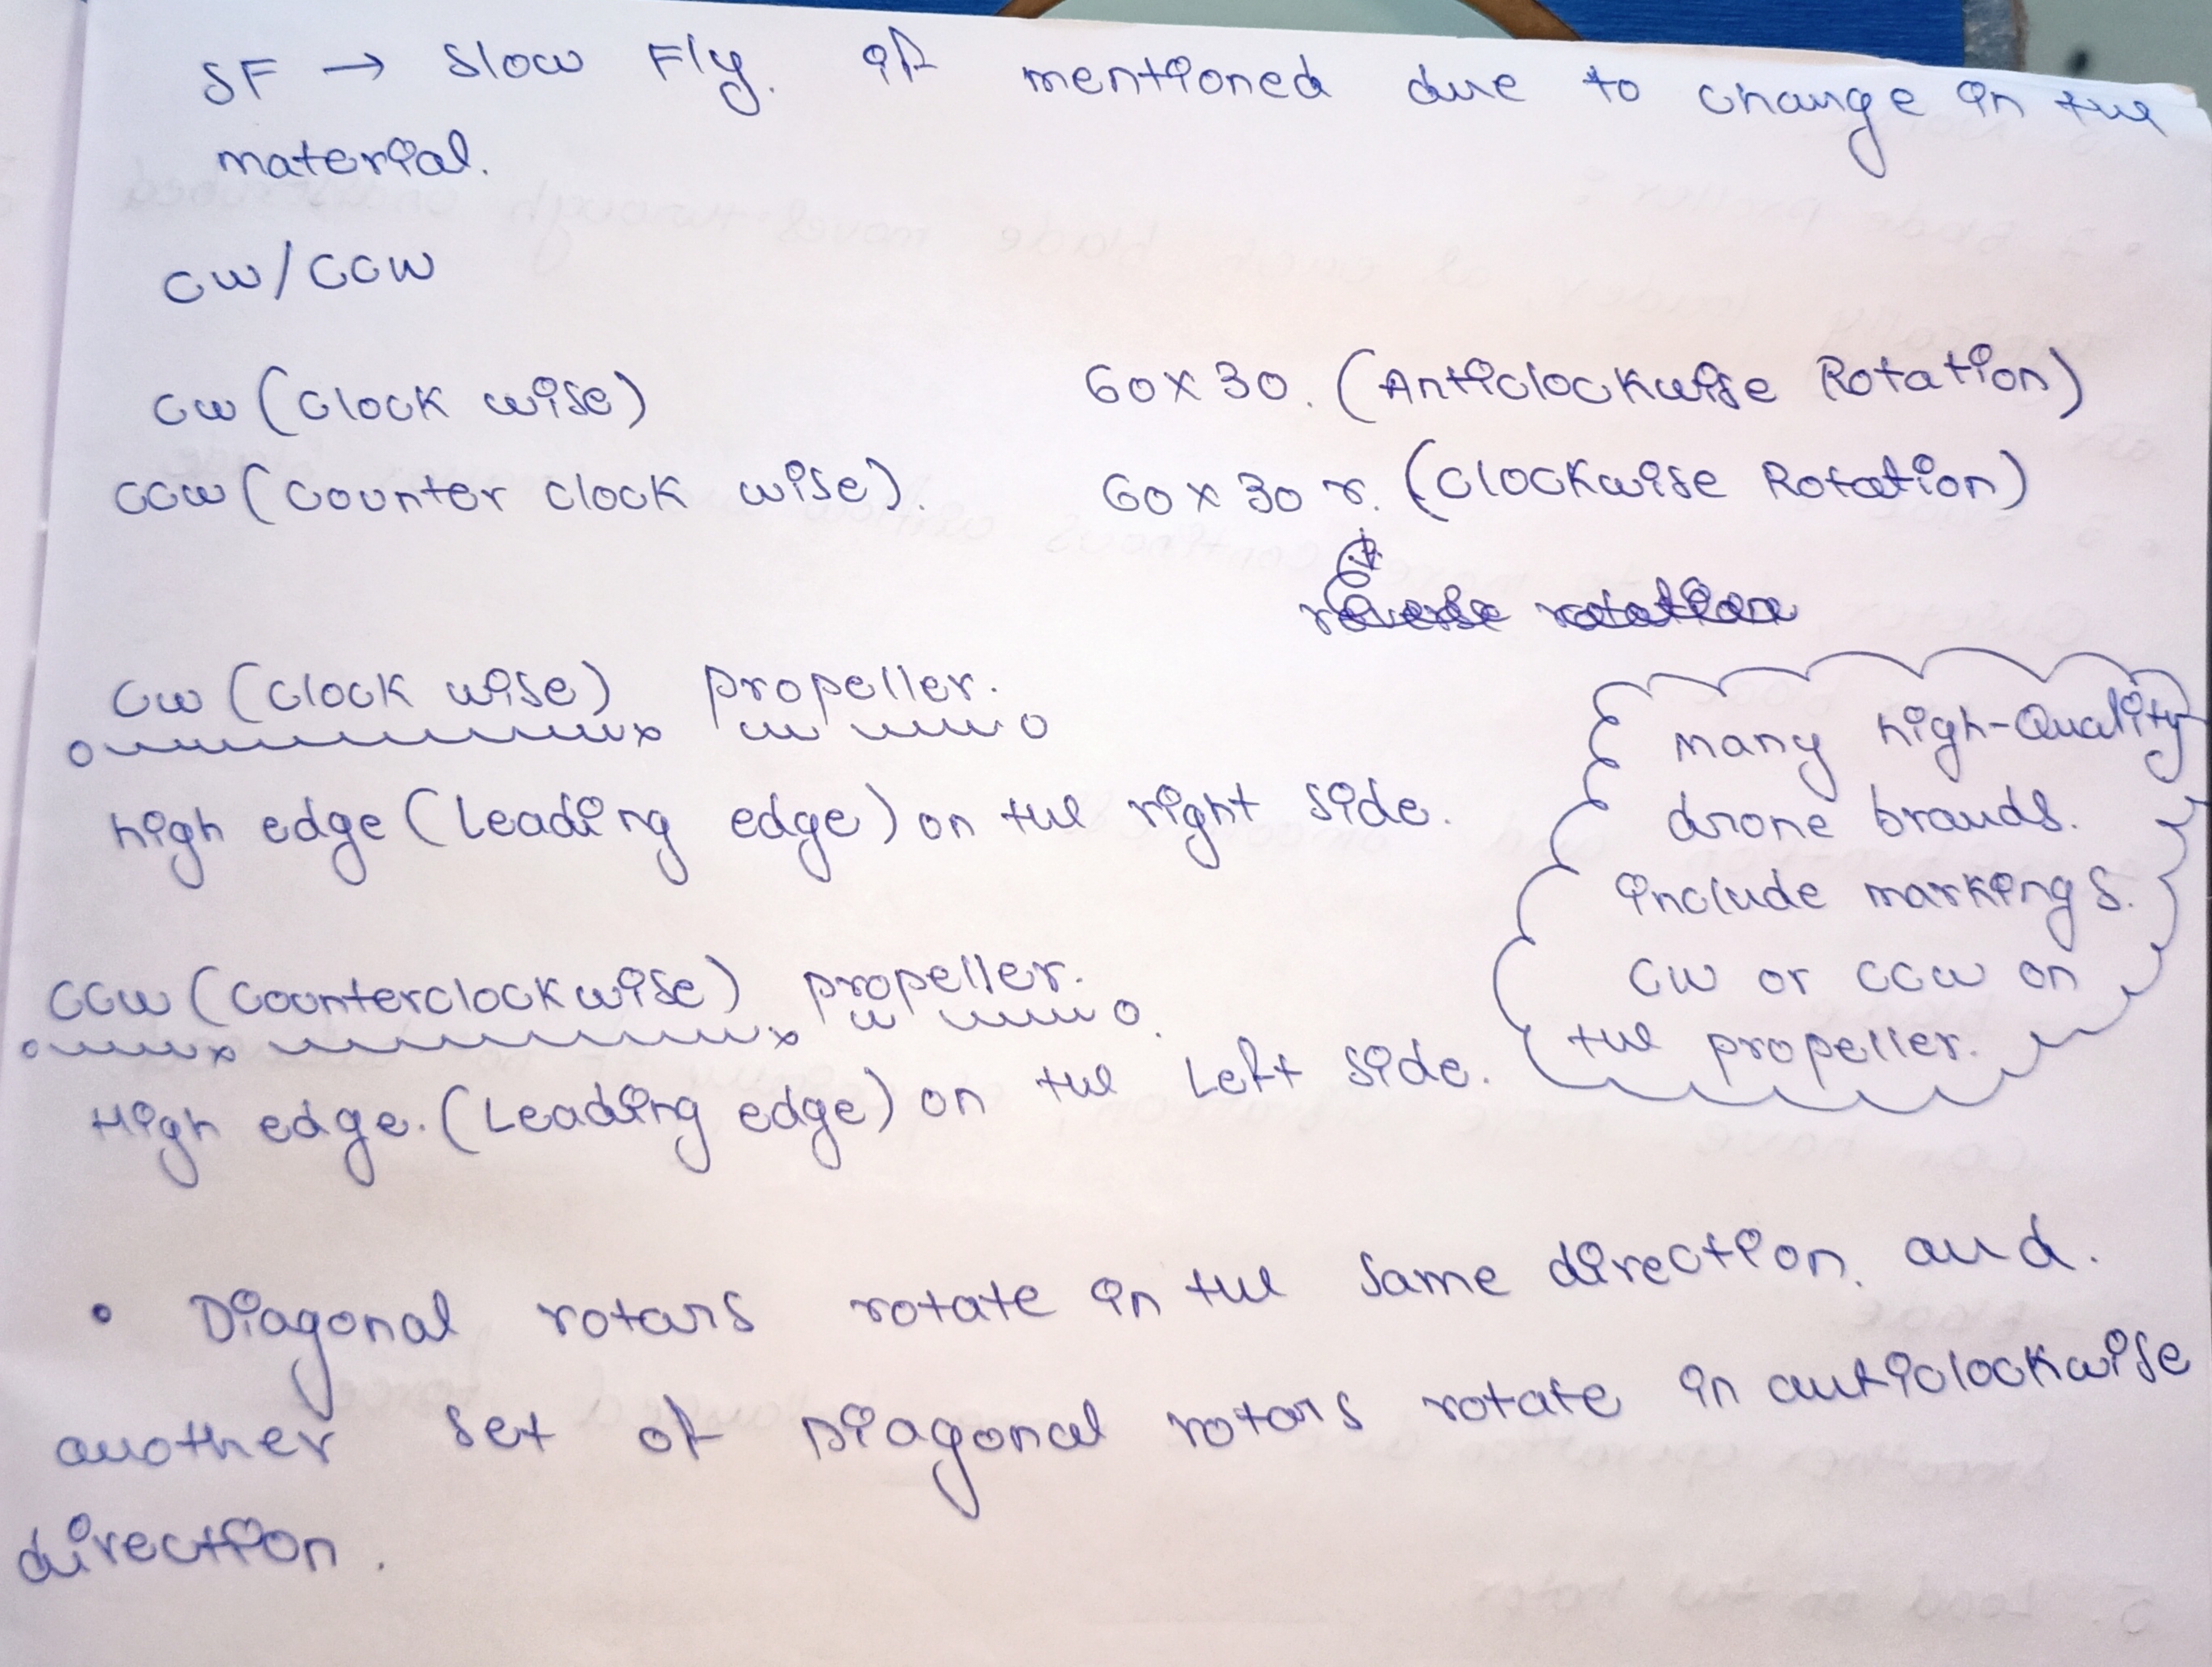 SF → Slow Fly. if mentioned due to change in the
material.
CW/CCW
CW (Clock wise)
CCW (Counter clock wise).
60x30. (Anticlockwise Rotation)
60x30 r. (Clockwise Rotation)
reverse rotation
CW (Clock wise) propeller.
high edge (leading edge) on the right side.
CCW (Counterclockwise) propeller.
High edge. (Leading edge) on the Left side.
many high-Quality
drone brands.
include markings.
CW or CCW on
the propeller.
• Diagonal rotars rotate in the same direction. and.
another set of Diagonal rotars rotate in anticlockwise
direction.